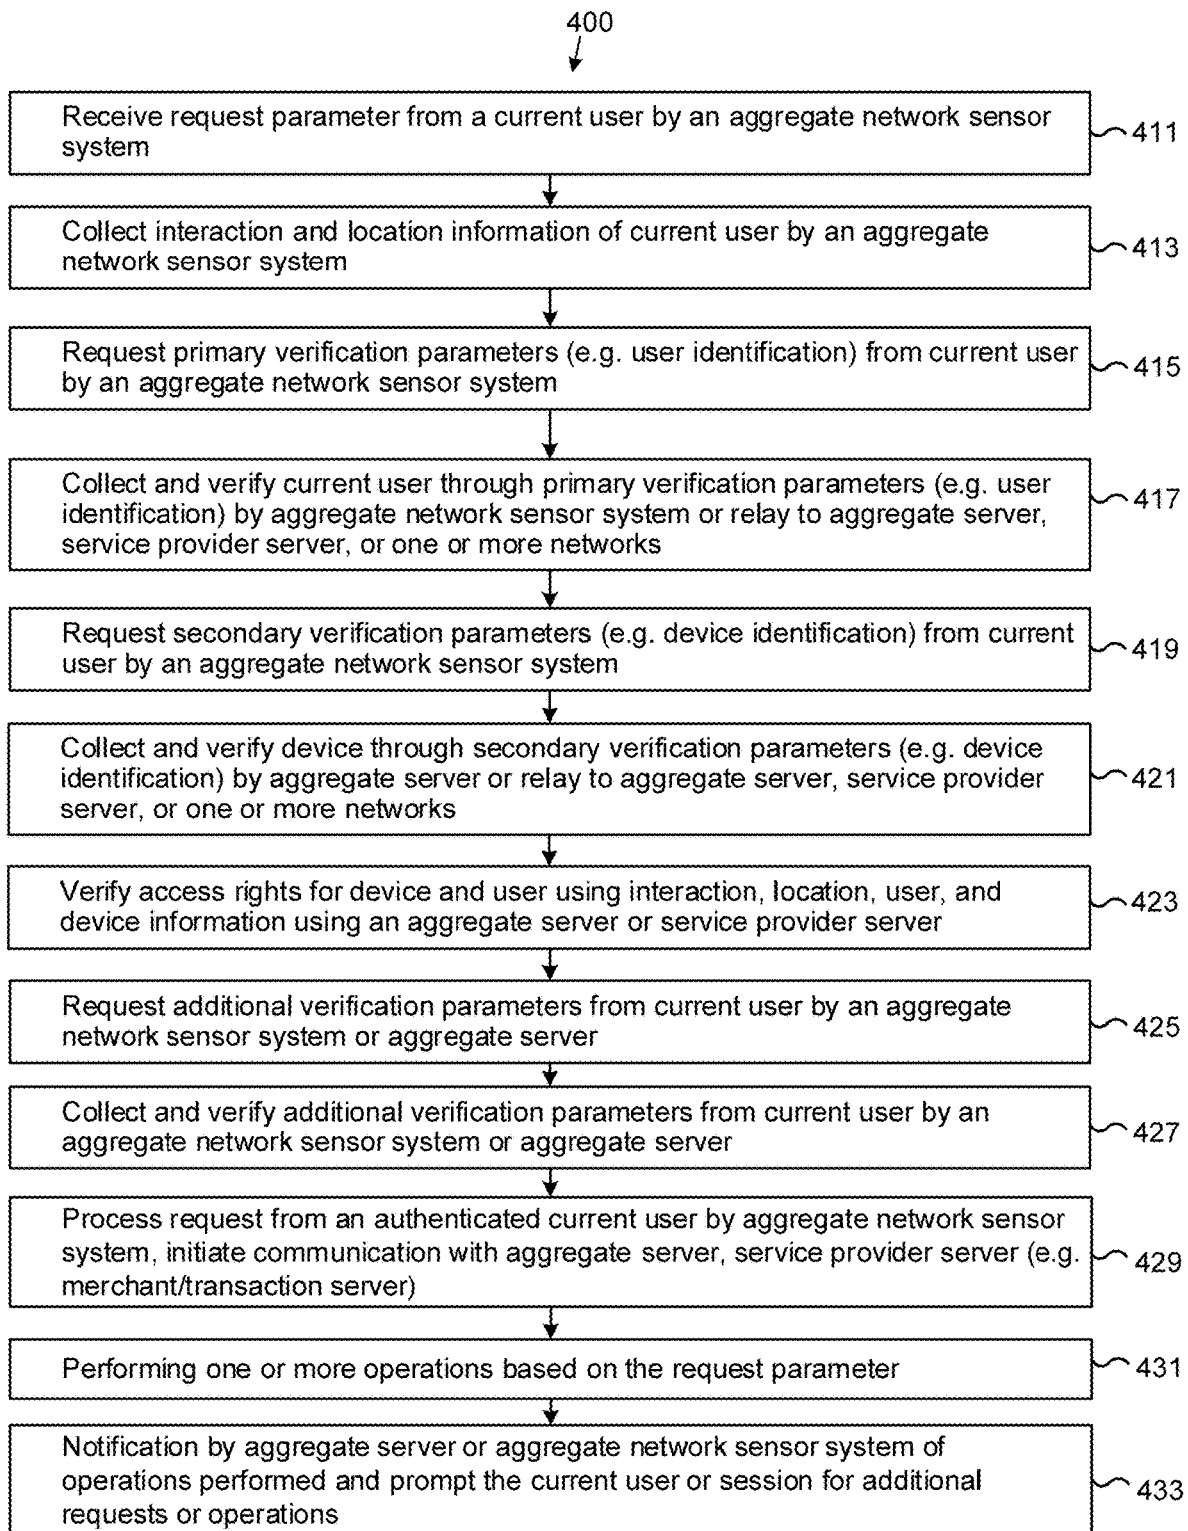 400
Receive request parameter from a current user by an aggregate network sensor
system
411
Collect interaction and location information of current user by an aggregate
network sensor system
413
Request primary verification parameters (e.g. user identification) from current user
by an aggregate network sensor system
415
Collect and verify current user through primary verification parameters (e.g. user
identification) by aggregate network sensor system or relay to aggregate server,
service provider server, or one or more networks
417
Request secondary verification parameters (e.g. device identification) from current
user by an aggregate network sensor system
419
Collect and verify device through secondary verification parameters (e.g. device
identification) by aggregate server or relay to aggregate server, service provider
server, or one or more networks
421
Verify access rights for device and user using interaction, location, user, and
device information using an aggregate server or service provider server
423
Request additional verification parameters from current user by an aggregate
network sensor system or aggregate server
425
Collect and verify additional verification parameters from current user by an
aggregate network sensor system or aggregate server
427
Process request from an authenticated current user by aggregate network sensor
system, initiate communication with aggregate server, service provider server (e.g.
merchant/transaction server)
429
Performing one or more operations based on the request parameter
431
Notification by aggregate server or aggregate network sensor system of
operations performed and prompt the current user or session for additional
requests or operations
433